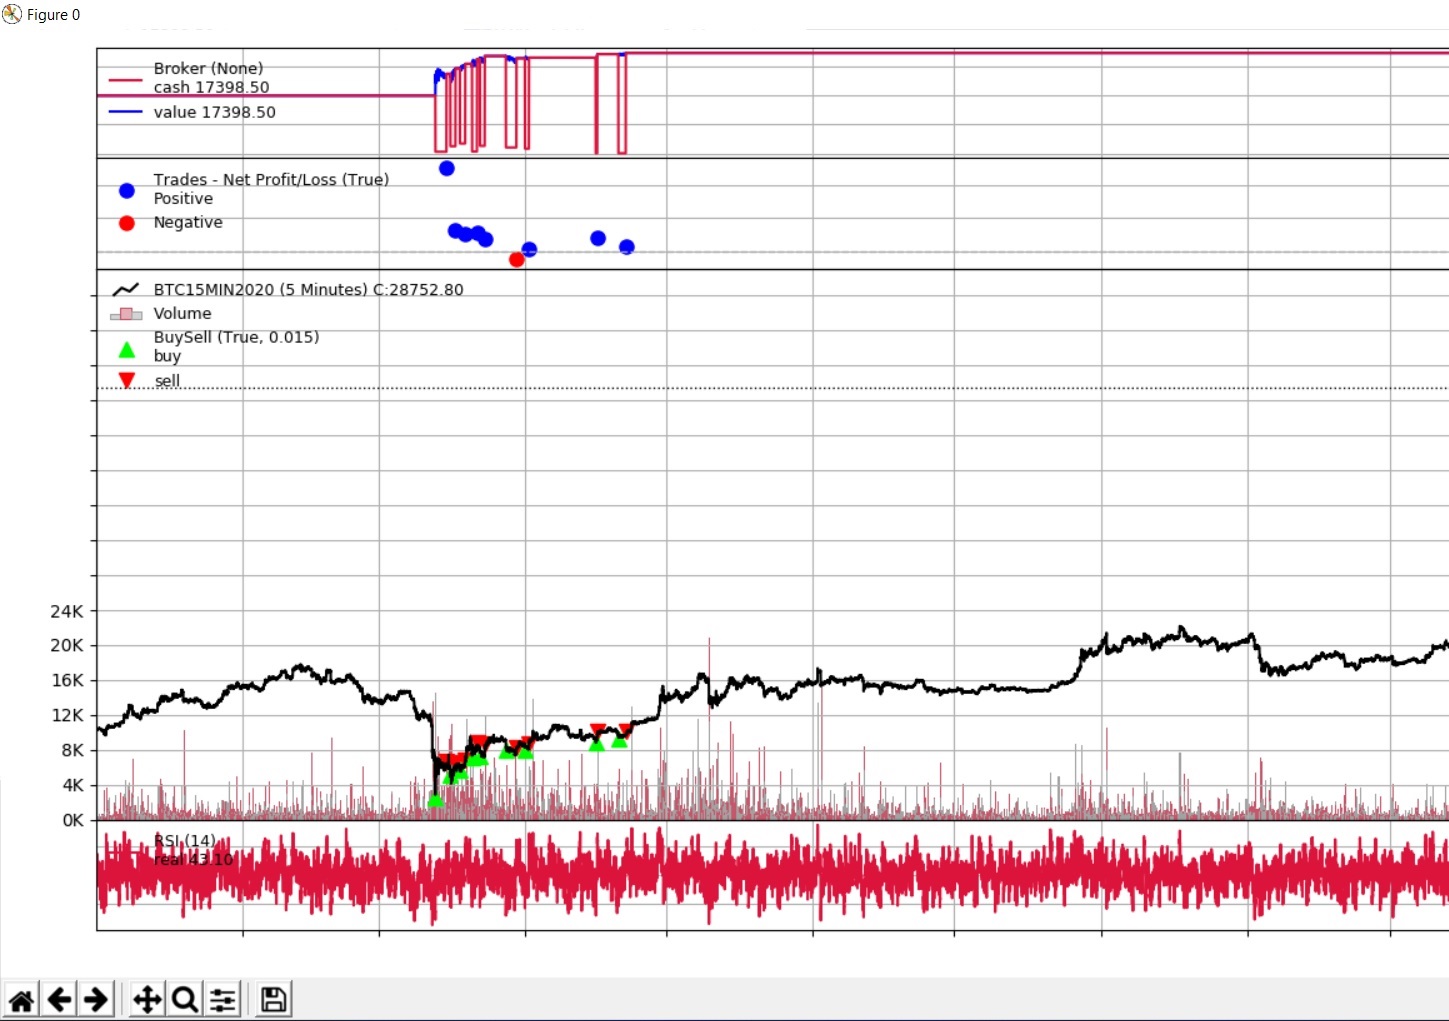 Figure 0
Broker (None)
cash 17398.50
value 17398.50
Trades - Net Profit/Loss (True)
Positive
Negative
BTC15MIN2020 (5 Minutes) C:28752.80
Volume
BuySell (True, 0.015)
buy
sell
24K
20K
16K
12K
8K
4K
0K
RSI (14)
real 43.10